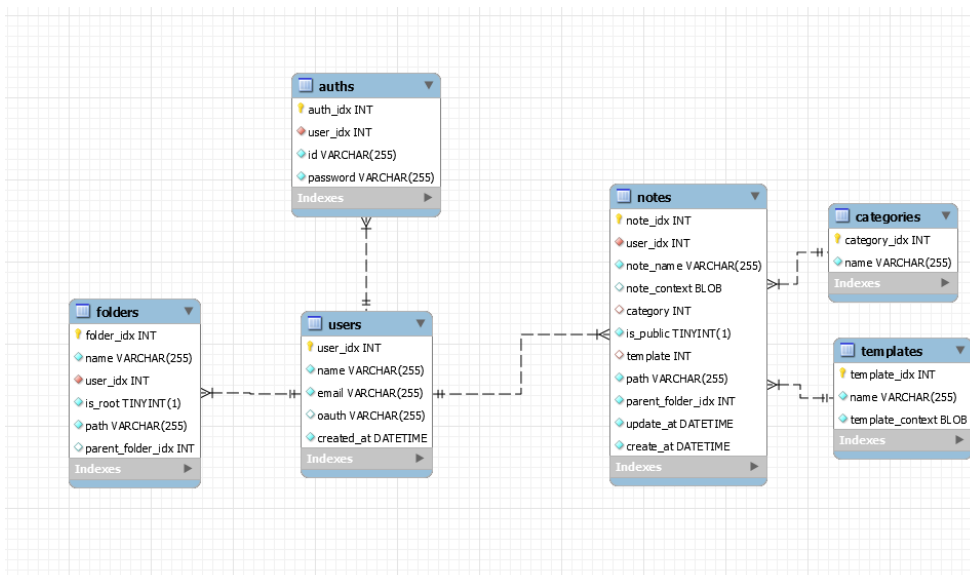 auths
auth_idx INT
user_idx INT
id VARCHAR(255)
password VARCHAR(255)
Indexes
folders
folder_idx INT
name VARCHAR(255)
user_idx INT
is_root TINYINT(1)
path VARCHAR(255)
parent_folder_idx INT
Indexes
users
user_idx INT
name VARCHAR(255)
email VARCHAR(255)
oauth VARCHAR(255)
created_at DATETIME
Indexes
notes
note_idx INT
user_idx INT
note_name VARCHAR(255)
note_context BLOB
category INT
is_public TINYINT(1)
template INT
path VARCHAR(255)
parent_folder_idx INT
update_at DATETIME
create_at DATETIME
Indexes
categories
category_idx INT
name VARCHAR(255)
Indexes
templates
template_idx INT
name VARCHAR(255)
template_context BLOB
Indexes